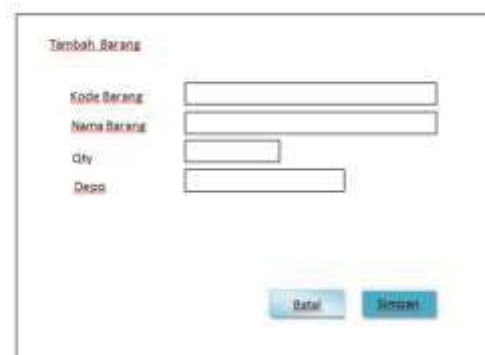 Tambah Barang
Kode Barang
Nama Barang
Qty
Depo
Batal
Simpan